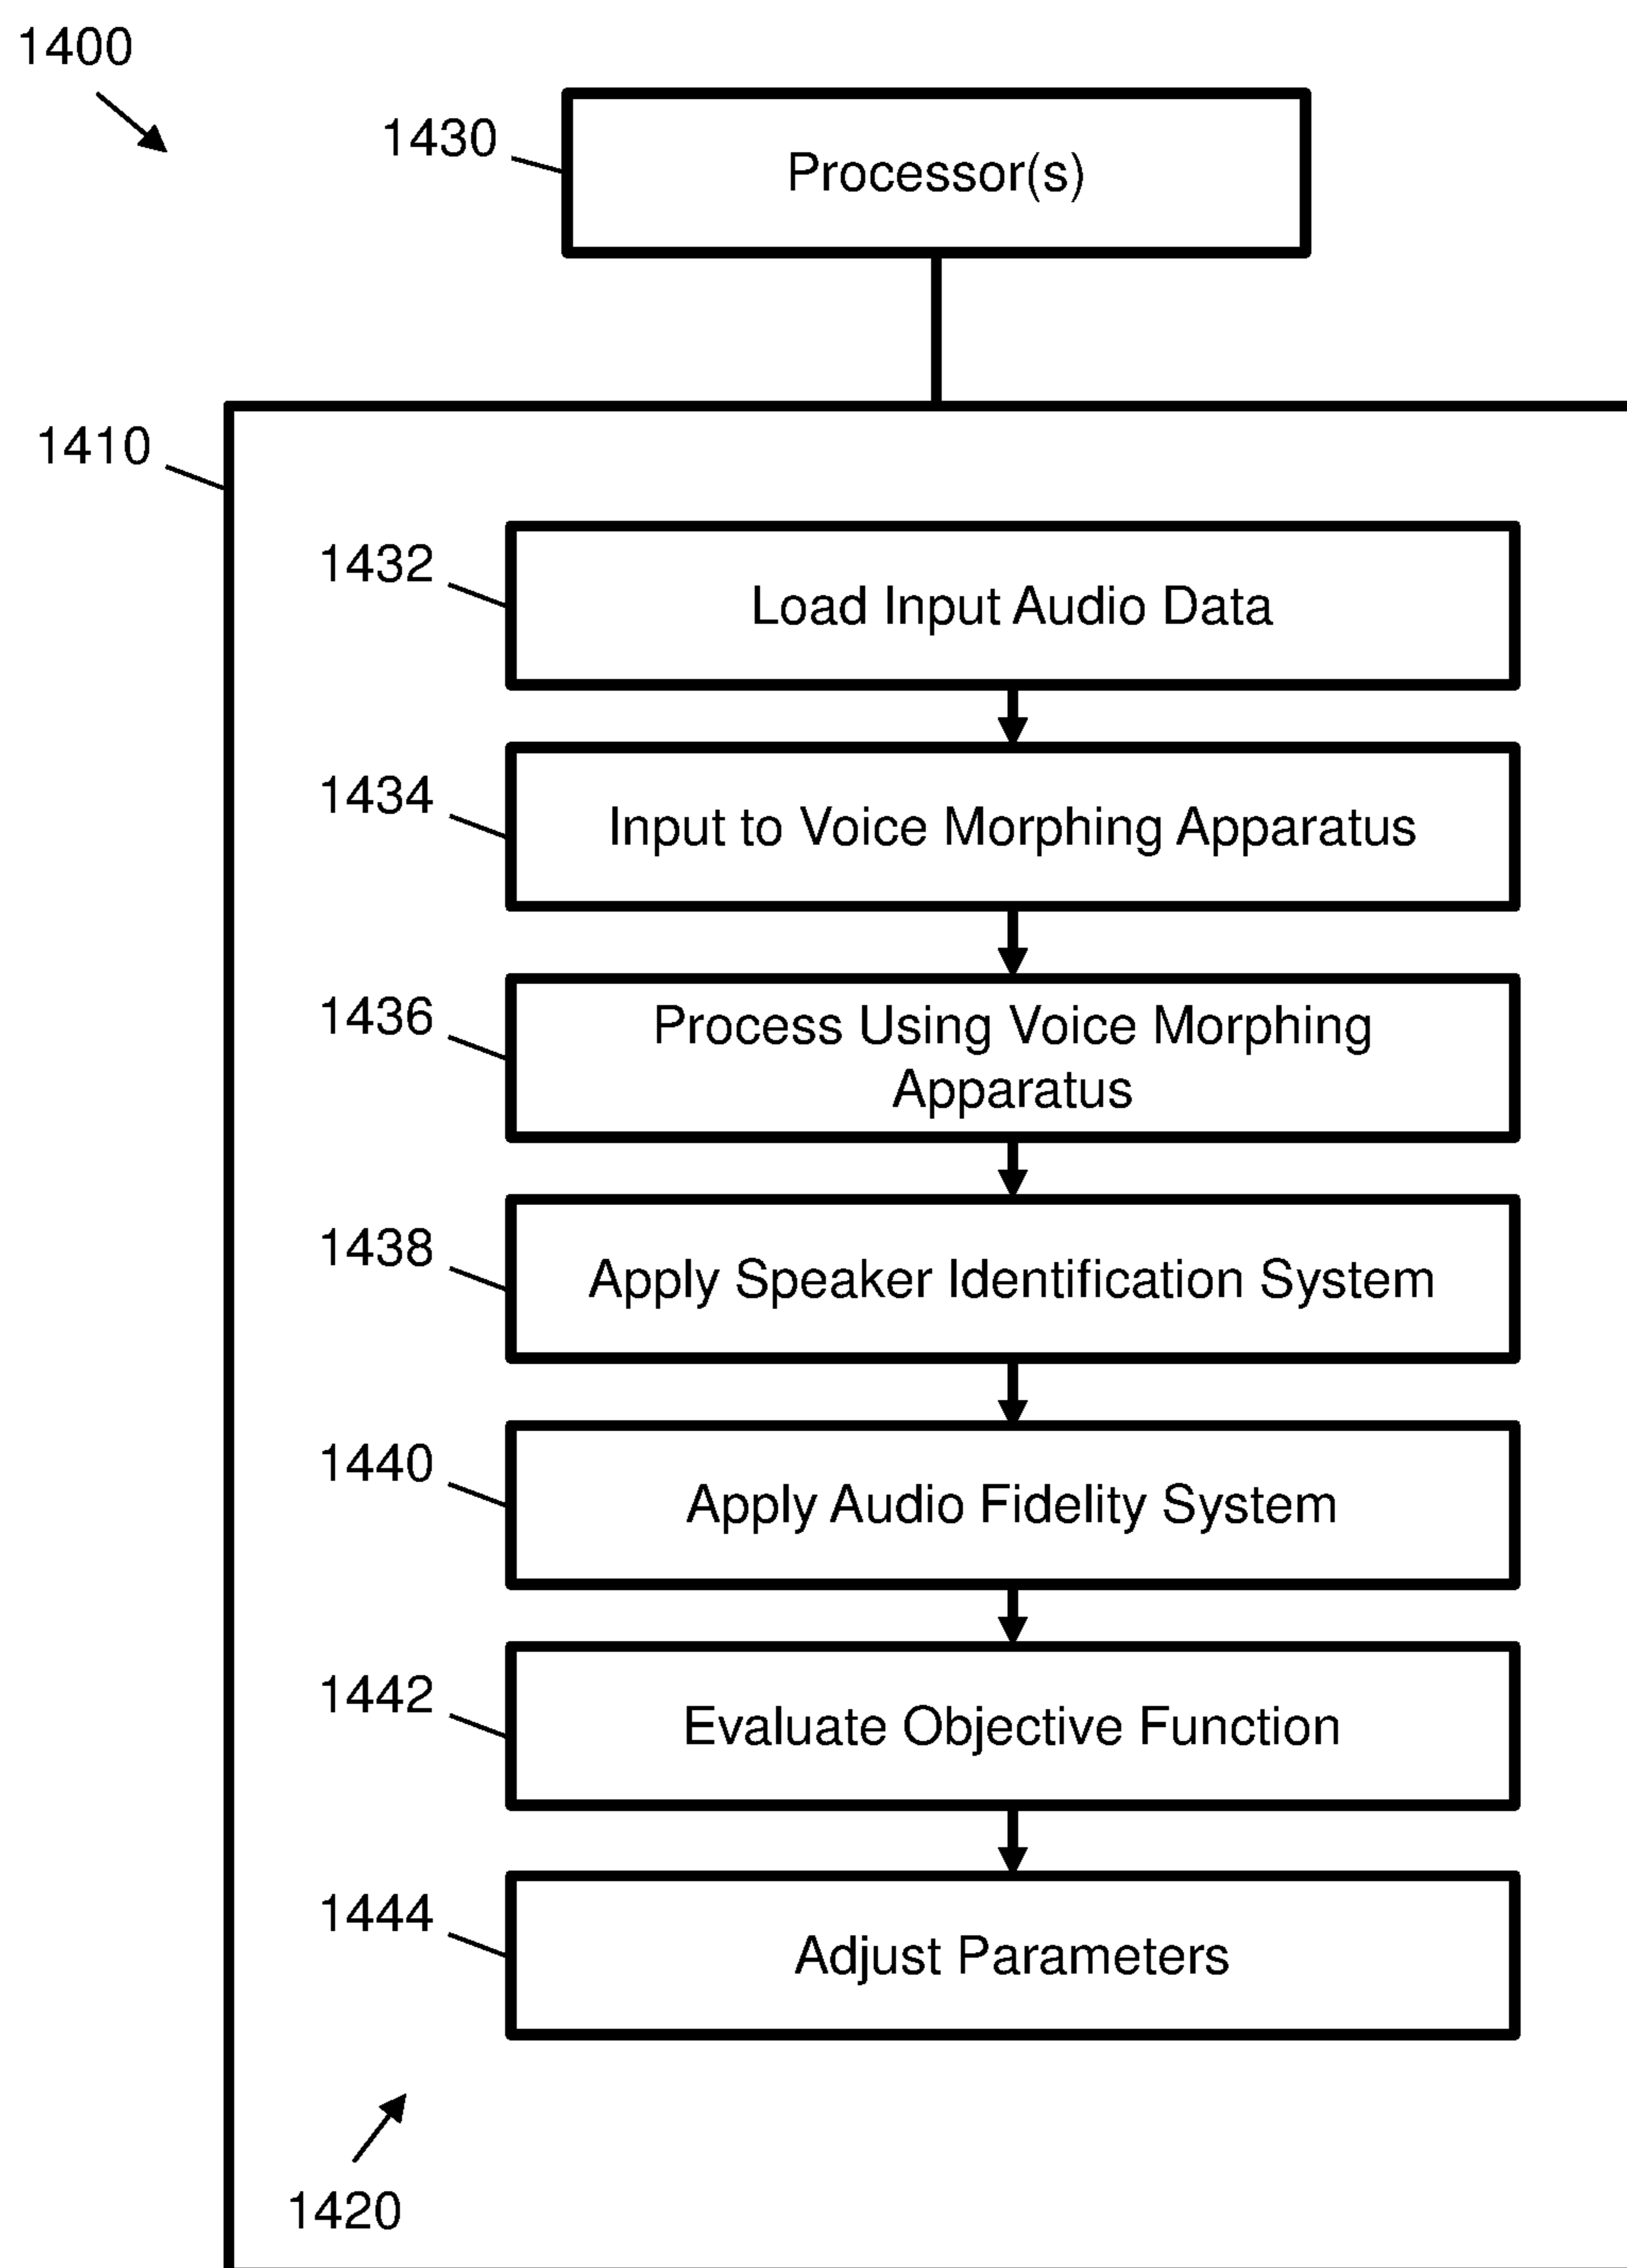 1400
1430
Processor(s)
1410
1432
Load Input Audio Data
1434
Input to Voice Morphing Apparatus
1436
Process Using Voice Morphing
Apparatus
1438
Apply Speaker Identification System
1440
Apply Audio Fidelity System
1442
Evaluate Objective Function
1444
Adjust Parameters
1420